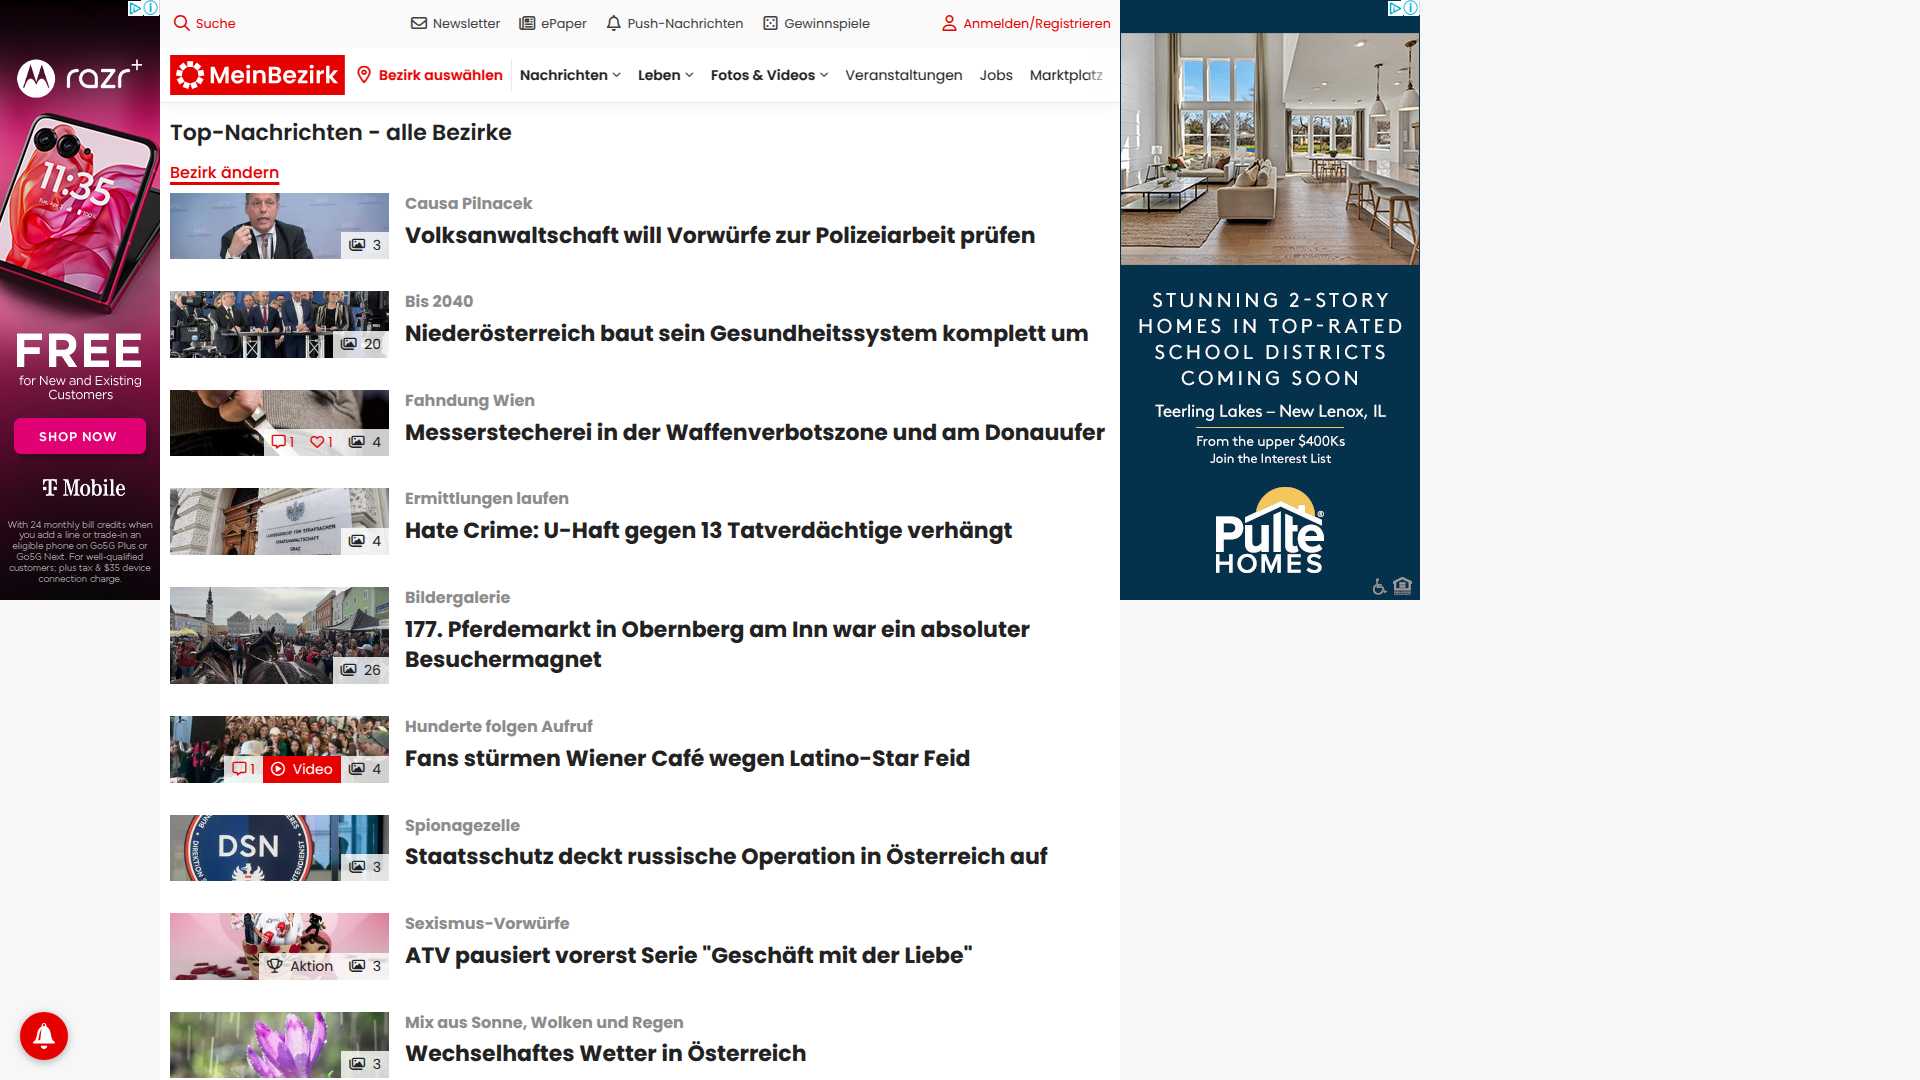 Suche
Newsletter
ePaper
Push-Nachrichten
Gewinnspiele
Anmelden/Registrieren
MeinBezirk
Bezirk auswählen
Nachrichten
Leben
Fotos & Videos
Veranstaltungen
Jobs
Marktplatz
Top-Nachrichten - alle Bezirke
Bezirk ändern
3
Causa Pilnacek
Volksanwaltschaft will Vorwürfe zur Polizeiarbeit prüfen
20
Bis 2040
Niederösterreich baut sein Gesundheitssystem komplett um
1 1 4
Fahndung Wien
Messerstecherei in der Waffenverbotszone und am Donauufer
4
Ermittlungen laufen
Hate Crime: U-Haft gegen 13 Tatverdächtige verhängt
26
Bildergalerie
177. Pferdemarkt in Obernberg am Inn war ein absoluter
Besuchermagnet
1 Video 4
Hunderte folgen Aufruf
Fans stürmen Wiener Café wegen Latino-Star Feid
DSN
3
Spionagezelle
Staatsschutz deckt russische Operation in Österreich auf
Aktion 3
Sexismus-Vorwürfe
ATV pausiert vorerst Serie "Geschäft mit der Liebe"
3
Mix aus Sonne, Wolken und Regen
Wechselhaftes Wetter in Österreich
razr+
11:35
FREE
for New and Existing
Customers
SHOP NOW
T Mobile
With 24 monthly bill credits when
you add a line or trade-in an
eligible phone on Go5G Plus or
Go5G Next. For well-qualified
customers; plus tax & $35 device
connection charge.
STUNNING 2-STORY
HOMES IN TOP-RATED
SCHOOL DISTRICTS
COMING SOON
Teerling Lakes – New Lenox, IL
From the upper $400Ks
Join the Interest List
Pulte®
HOMES